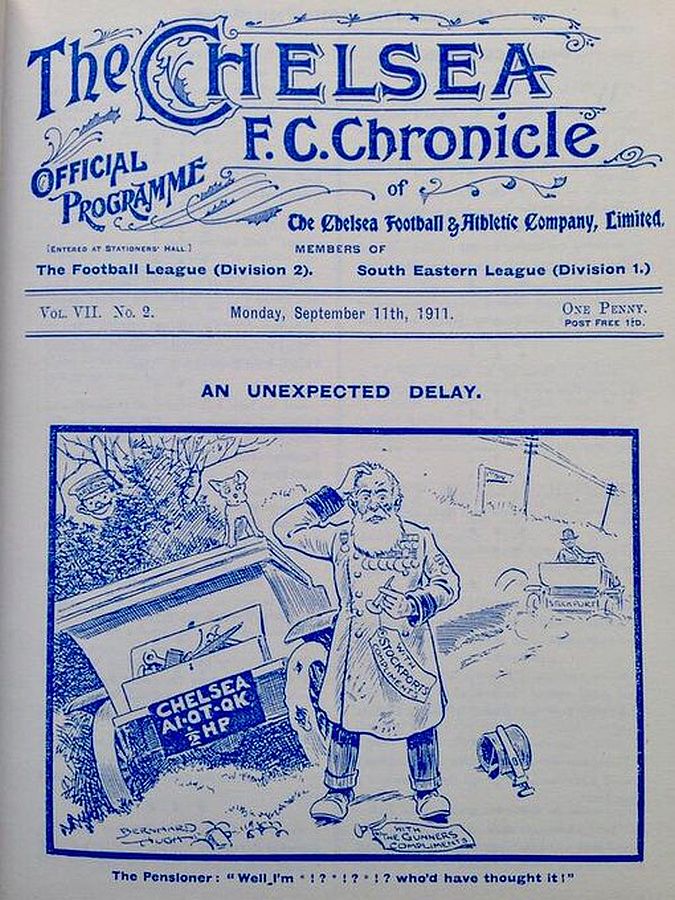 The CHELSEA
F.C. Chronicle
OFFICIAL
PROGRAMME
of
The Chelsea Football & Athletic Company, Limited.
[ENTERED AT STATIONERS' HALL.]
MEMBERS OF
The Football League (Division 2). South Eastern League (Division 1.)
VOL. VII. No. 2. Monday, September 11th, 1911. ONE PENNY.
POST FREE 1½D.
AN UNEXPECTED DELAY.
STOCKPORT
WITH
STOCKPORT'S
COMPLIMENTS
CHELSEA
A1·QT·QK
½ HP
WITH
THE GUNNERS
COMPLIMENTS
The Pensioner: "Well, I'm * ! ? * ! ? * ! ? who'd have thought it!"